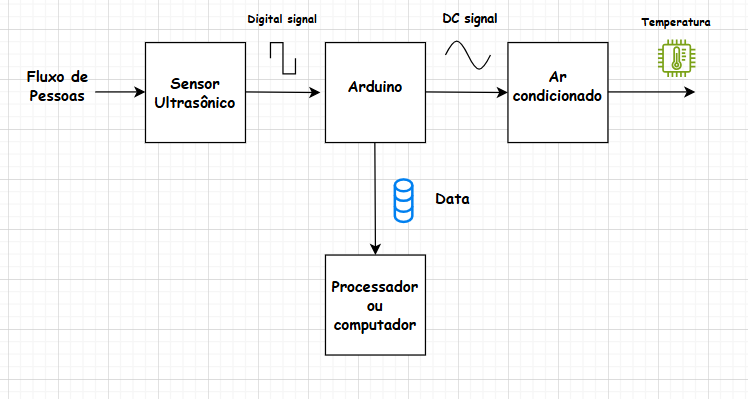 Digital signal
DC signal
Temperatura
Fluxo de
Pessoas
Sensor
Ultrasônico
Arduino
Ar
condicionado
Data
Processador
ou
computador